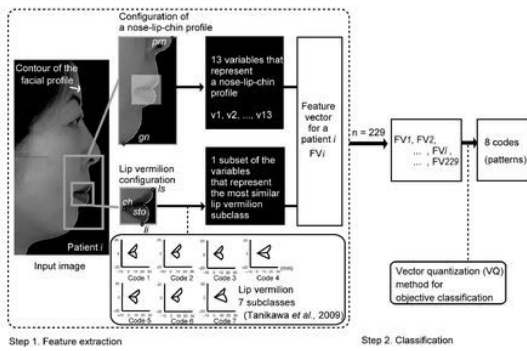 Configuration of
a nose-lip-chin profile
Contour of
the facial profile
prn
gn
13 variables that
represent
a nose-lip-chin
profile
v1, v2, ..., v13
Feature
vector for
a patient i
FVi
n = 229
FV1, FV2,
... , FVi,
... , FV229
8 codes
(patterns)
Lip vermilion
configuration
ls
ch
sto
li
1 subset of the
variables
that represent
the most similar
lip vermilion
subclass
Patient i
Input image
Code 1
Code 2
Code 3
Code 4
(mm)
Code 5
Code 6
Code 7
Lip vermilion
7 subclasses
(Tanikawa et al., 2009)
Vector quantization (VQ)
method for
objective classification
Step 1. Feature extraction
Step 2. Classification